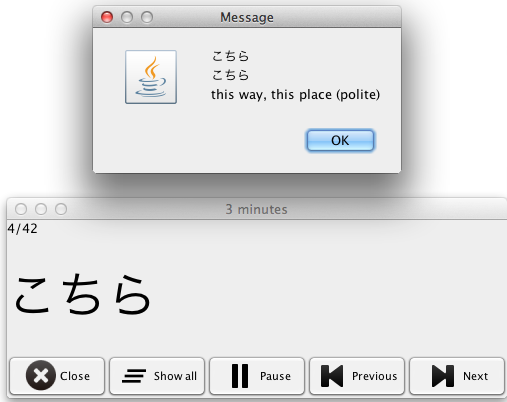 Message
こちら
こちら
this way, this place (polite)
OK
3 minutes
4/42
こちら
Close
Show all
Pause
Previous
Next